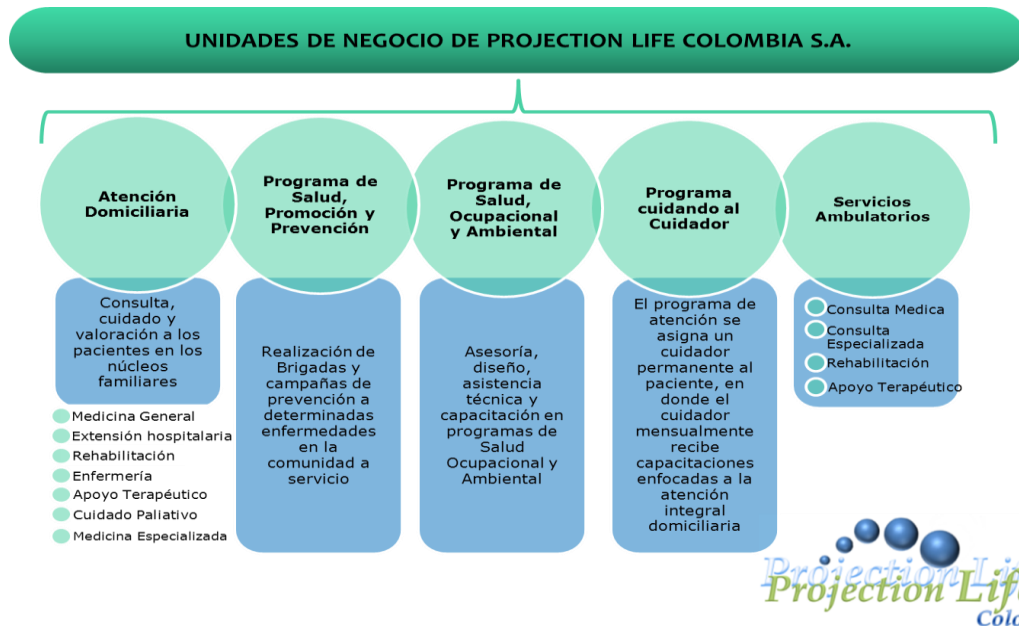 UNIDADES DE NEGOCIO DE PROJECTION LIFE COLOMBIA S.A.
Atención
Domiciliaria
Programa de
Salud,
Promoción y
Prevención
Programa de
Salud,
Ocupacional
y Ambiental
Programa
cuidando al
Cuidador
Servicios
Ambulatorios
Consulta,
cuidado y
valoración a los
pacientes en los
núcleos
familiares
Medicina General
Extensión hospitalaria
Rehabilitación
Enfermería
Apoyo Terapéutico
Cuidado Paliativo
Medicina Especializada
Realización de
Brigadas y
campañas de
prevención a
determinadas
enfermedades
en la
comunidad a
servicio
Asesoría,
diseño,
asistencia
técnica y
capacitación en
programas de
Salud
Ocupacional y
Ambiental
El programa de
atención se
asigna un
cuidador
permanente al
paciente, en
donde el
cuidador
mensualmente
recibe
capacitaciones
enfocadas a la
atención
integral
domiciliaria
Consulta Medica
Consulta
Especializada
Rehabilitación
Apoyo Terapéutico
Projection Life
Colo